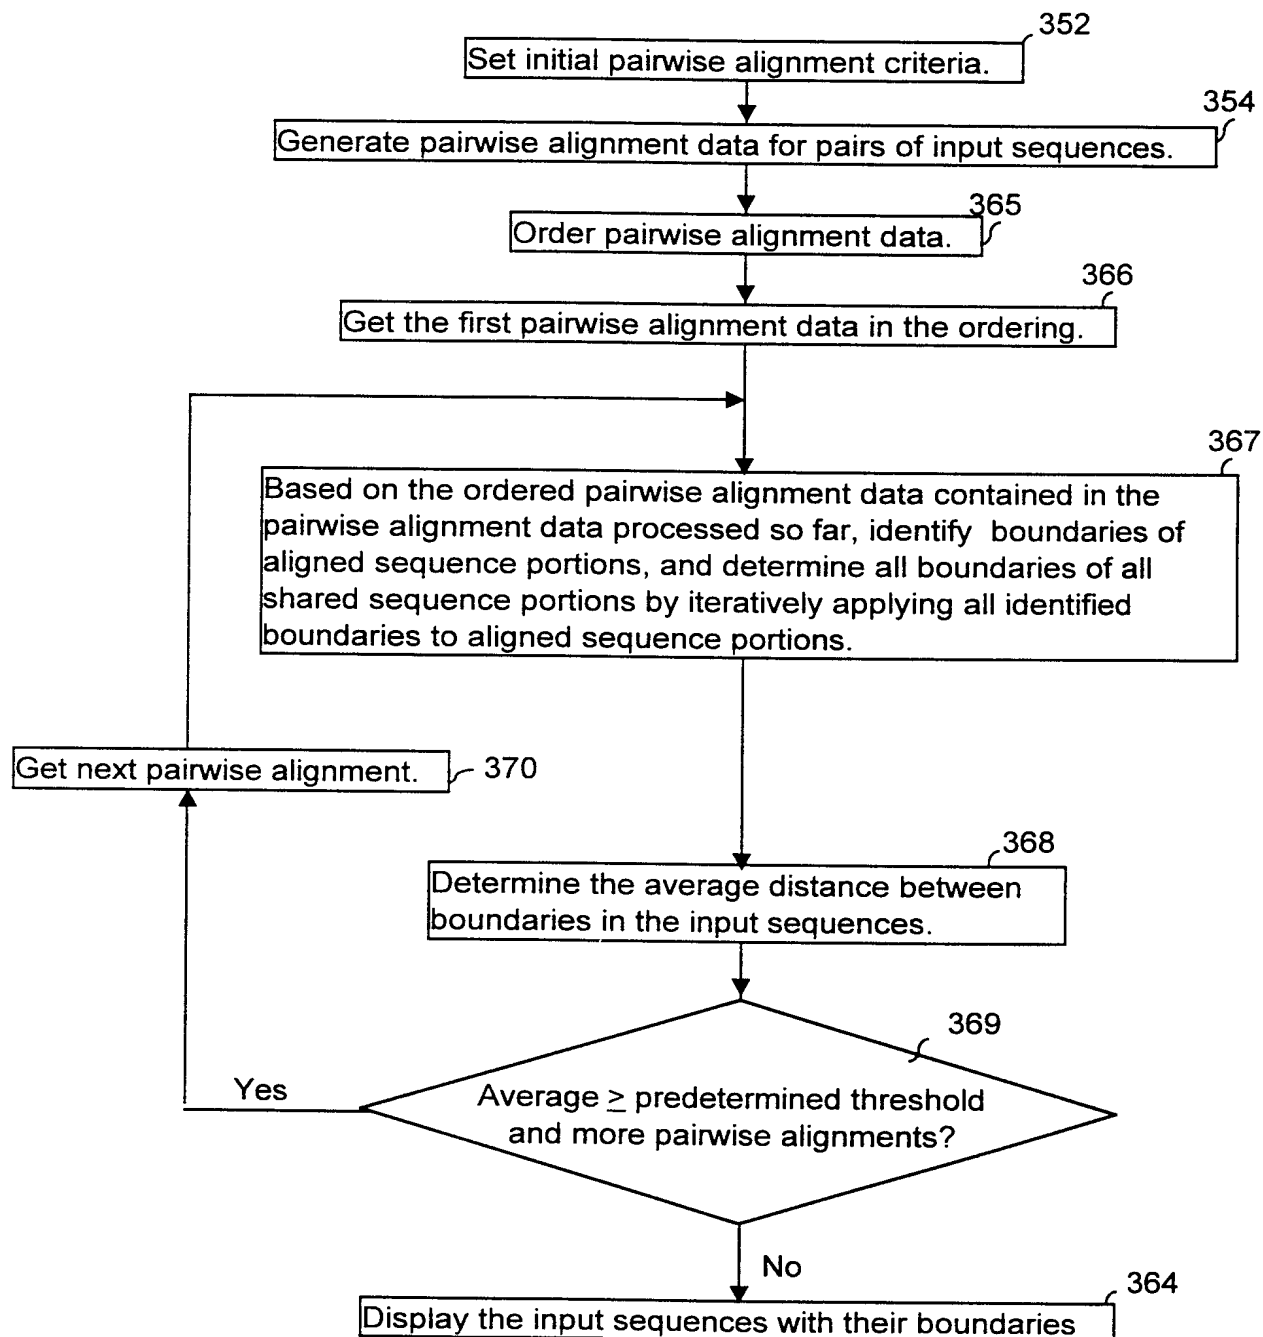 352
Set initial pairwise alignment criteria.
354
Generate pairwise alignment data for pairs of input sequences.
365
Order pairwise alignment data.
366
Get the first pairwise alignment data in the ordering.
367
Based on the ordered pairwise alignment data contained in the
pairwise alignment data processed so far, identify boundaries of
aligned sequence portions, and determine all boundaries of all
shared sequence portions by iteratively applying all identified
boundaries to aligned sequence portions.
Get next pairwise alignment.
370
368
Determine the average distance between
boundaries in the input sequences.
369
Yes
Average ≥ predetermined threshold
and more pairwise alignments?
No
364
Display the input sequences with their boundaries